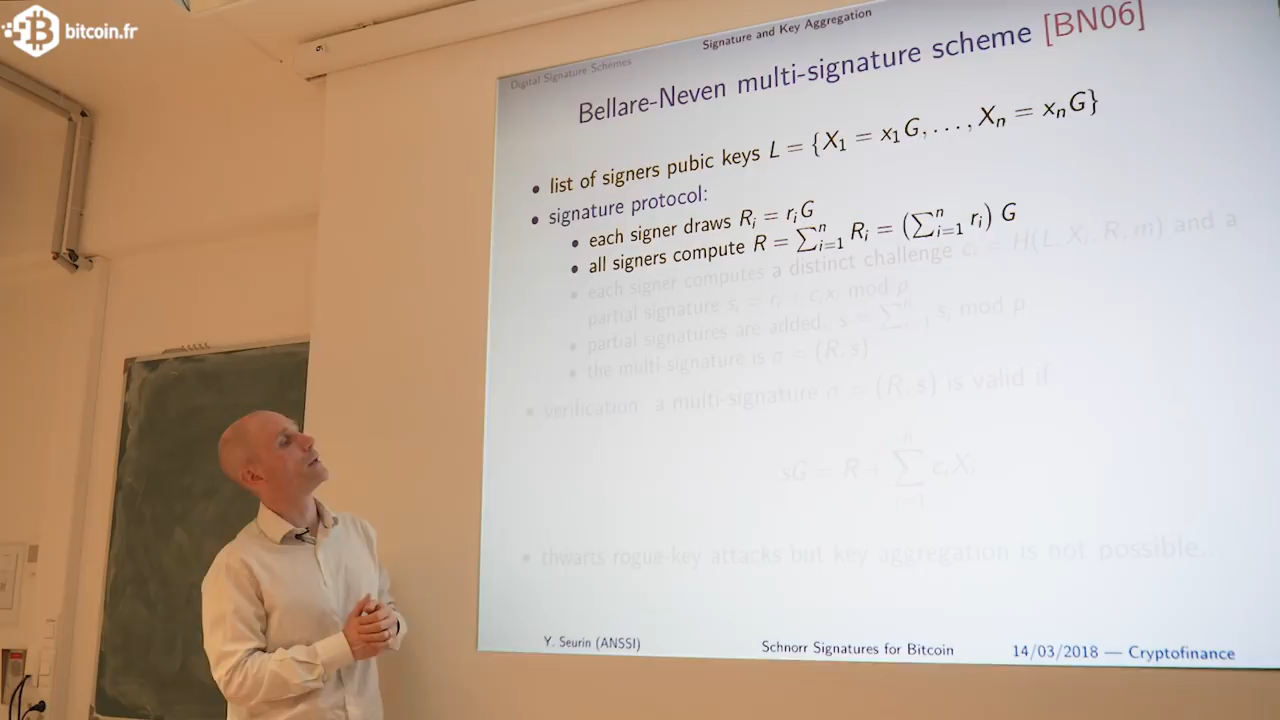 bitcoin.fr
Signature and Key Aggregation
Digital Signature Schemes
Bellare-Neven multi-signature scheme [BN06]
• list of signers pubic keys L = {X₁ = x₁G, . . . , Xₙ = xₙG}
• signature protocol:
• each signer draws Rᵢ = rᵢG
• all signers compute R = ∑ⁿᵢ₌₁ Rᵢ = (∑ⁿᵢ₌₁ rᵢ) G
• each signer computes a distinct challenge cᵢ = H(L, Xᵢ, R, m) and a
partial signature sᵢ = rᵢ + cᵢxᵢ mod p
• partial signatures are added: s = ∑ⁿᵢ₌₁ sᵢ mod p
• the multi-signature is σ = (R, s)
• verification: a multi-signature σ = (R, s) is valid if
sG = R + ∑ⁿᵢ₌₁ cᵢXᵢ
• thwarts rogue-key attacks but key aggregation is not possible...
Y. Seurin (ANSSI)
Schnorr Signatures for Bitcoin
14/03/2018 — Cryptofinance